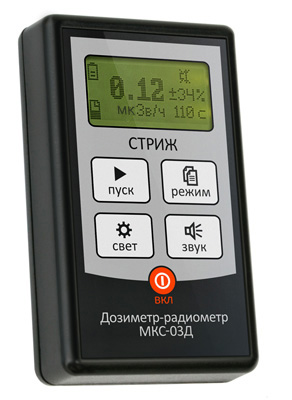 0.12 ±34%
мкЗв/ч 110 с
СТРИЖ
пуск
режим
свет
звук
ВКЛ
Дозиметр-радиометр
МКС-03Д